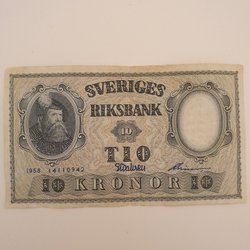 SVERIGES
RIKSBANK
10
TIO
1958 14110942
10 KRONOR 10